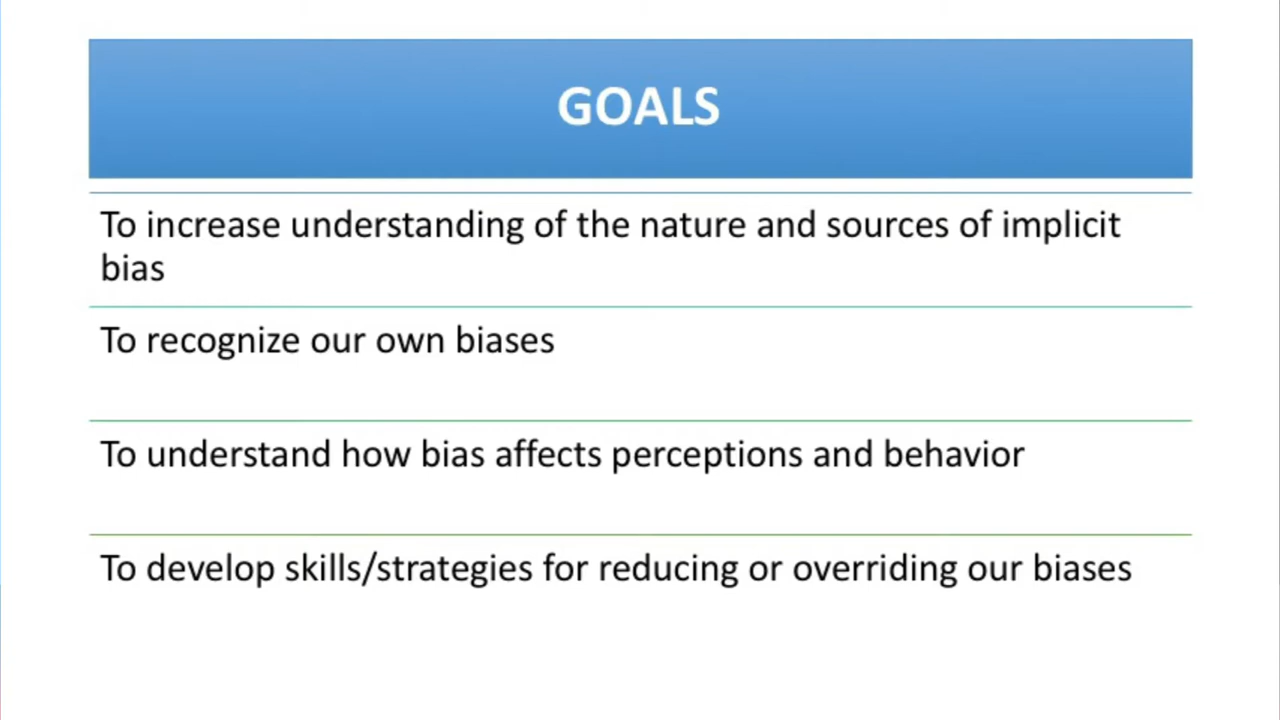 GOALS
To increase understanding of the nature and sources of implicit
bias
To recognize our own biases
To understand how bias affects perceptions and behavior
To develop skills/strategies for reducing or overriding our biases